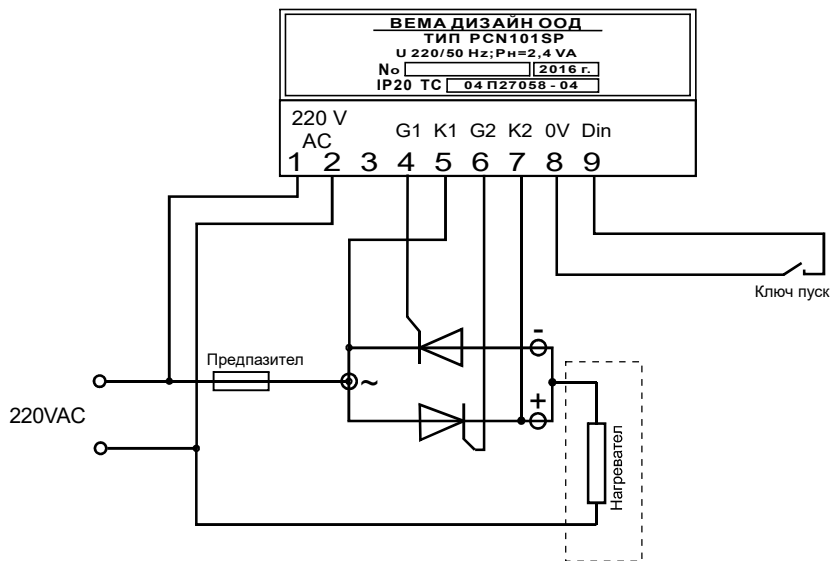 ВЕМА ДИЗАЙН ООД
ТИП PCN101SP
U 220/50 Hz; Рн=2,4 VA
No 2016 г.
IP20 TC 04 П27058 - 04
220 V
AC
G1 K1 G2 K2 0V Din
1 2 3 4 5 6 7 8 9
Ключ пуск
Предпазител
-
~
+
220VAC
Нагревател